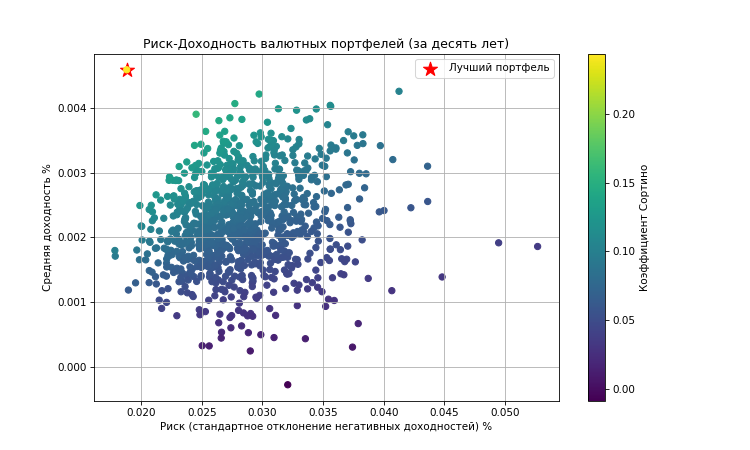 Риск-Доходность валютных портфелей (за десять лет)
Лучший портфель
Средняя доходность %
0.004
0.003
0.002
0.001
0.000
0.020 0.025 0.030 0.035 0.040 0.045 0.050
Риск (стандартное отклонение негативных доходностей) %
0.20
0.15
0.10
0.05
0.00
Коэффициент Сортино